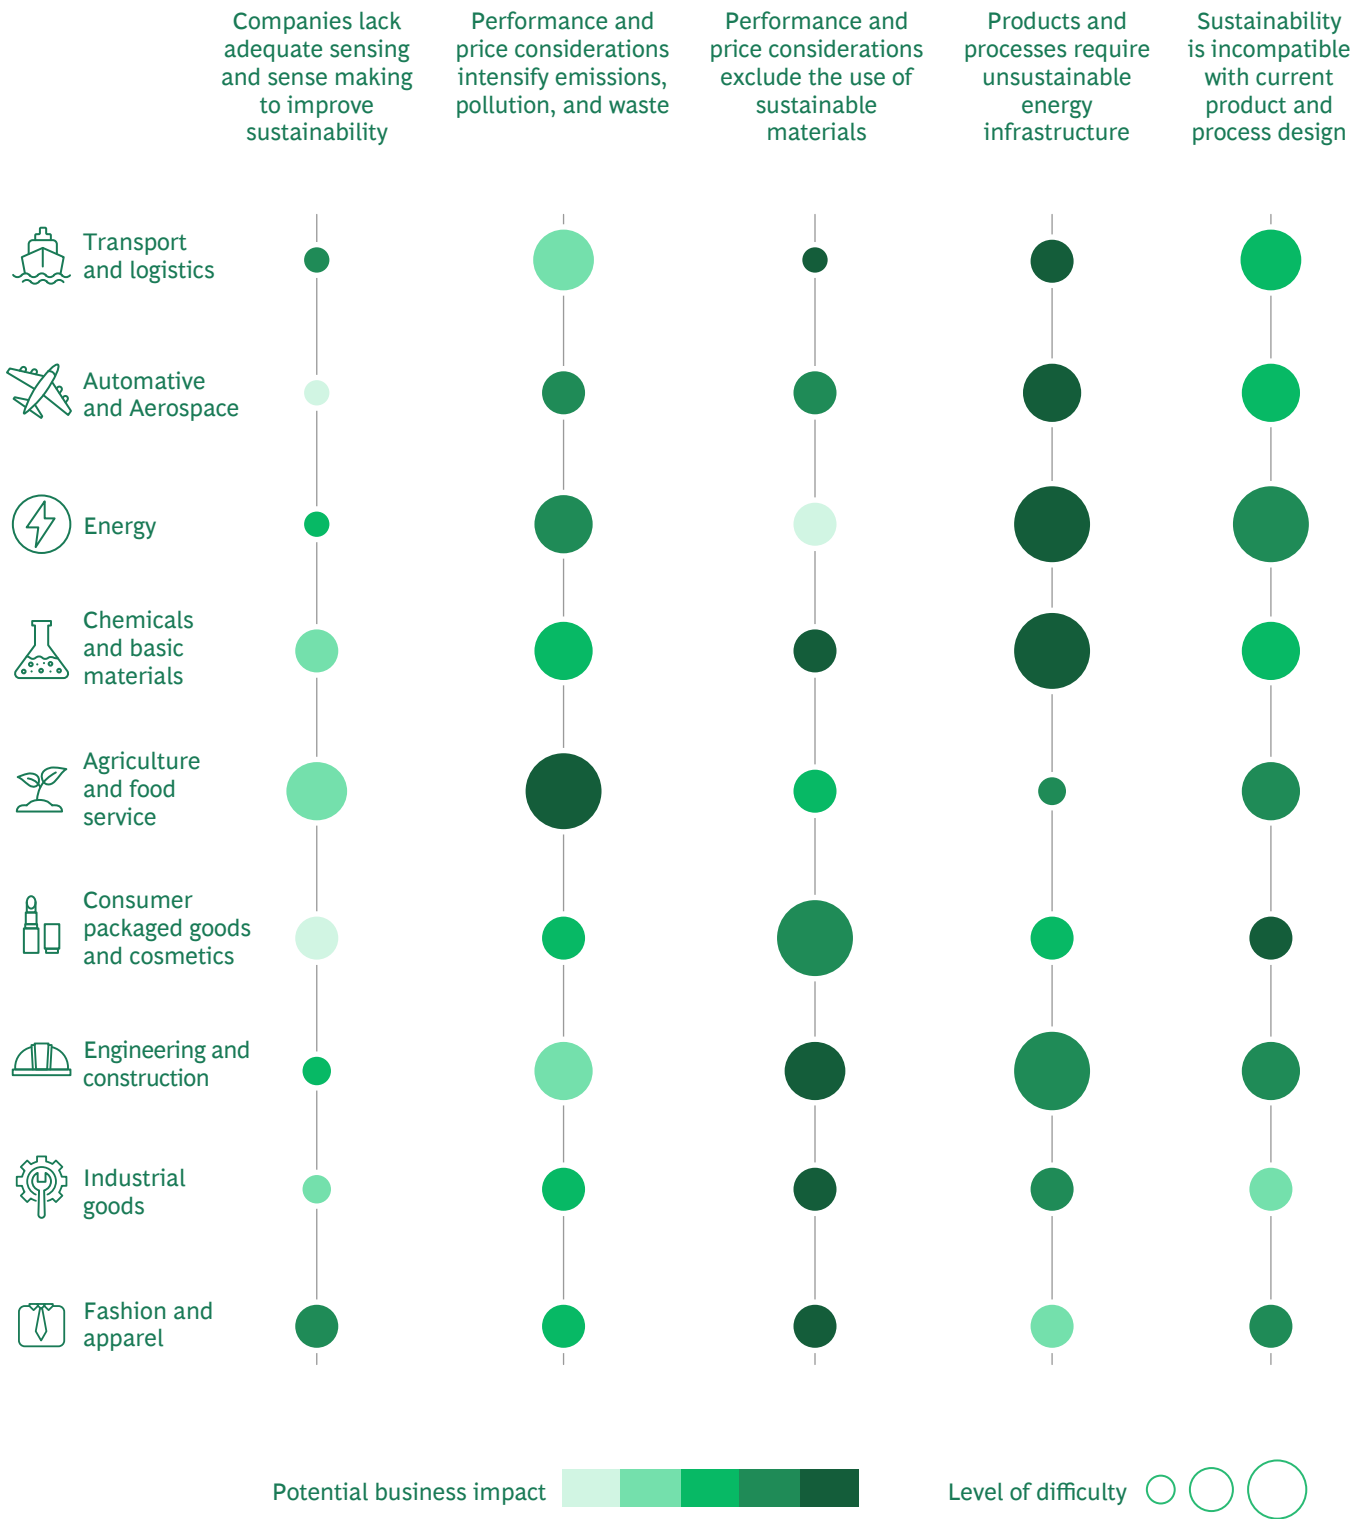 Companies lack
adequate sensing
and sense making
to improve
sustainability
Performance and
price considerations
intensify emissions,
pollution, and waste
Performance and
price considerations
exclude the use of
sustainable
materials
Products and
processes require
unsustainable
energy
infrastructure
Sustainability
is incompatible
with current
product and
process design
Transport
and logistics
Automative
and Aerospace
Energy
Chemicals
and basic
materials
Agriculture
and food
service
Consumer
packaged goods
and cosmetics
Engineering and
construction
Industrial
goods
Fashion and
apparel
Potential business impact
Level of difficulty